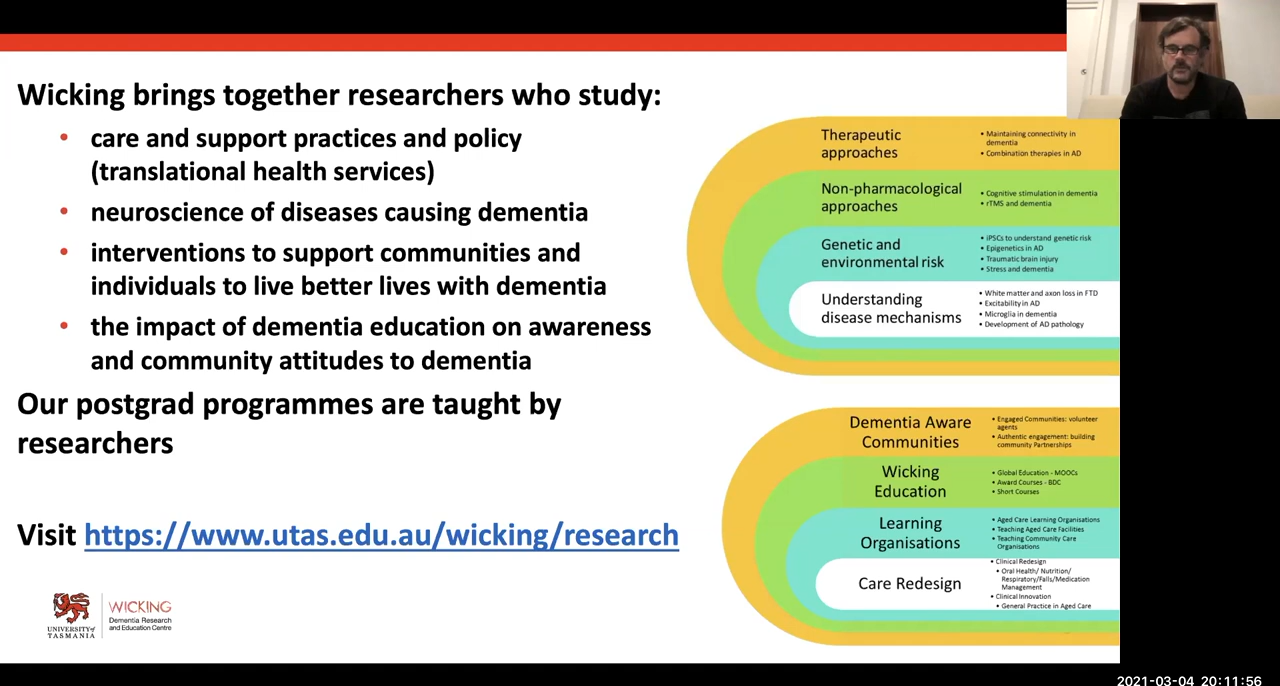 Wicking brings together researchers who study:
• care and support practices and policy
(translational health services)
• neuroscience of diseases causing dementia
• interventions to support communities and
individuals to live better lives with dementia
• the impact of dementia education on awareness
and community attitudes to dementia
Our postgrad programmes are taught by
researchers
Visit https://www.utas.edu.au/wicking/research
UNIVERSITY of
TASMANIA
WICKING
Dementia Research
and Education Centre
Therapeutic
approaches
• Maintaining connectivity in
dementia
• Combination therapies in AD
Non-pharmacological
approaches
• Cognitive stimulation in dementia
• rTMS and dementia
Genetic and
environmental risk
• iPSCs to understand genetic risk
• Epigenetics in AD
• Traumatic brain injury
• Stress and dementia
Understanding
disease mechanisms
• White matter and axon loss in FTD
• Excitability in AD
• Microglia in dementia
• Development of AD pathology
Dementia Aware
Communities
• Engaged Communities: volunteer
agents
• Authentic engagement: building
community Partnerships
Wicking
Education
• Global Education - MOOCs
• Award Courses - BDC
• Short Courses
Learning
Organisations
• Aged Care Learning Organisations
• Teaching Aged Care Facilities
• Teaching Community Care
Organisations
Care Redesign
• Clinical Redesign
• Oral Health/ Nutrition/
Respiratory/Falls/Medication
Management
• Clinical Innovation
• General Practice in Aged Care
2021-03-04 20:11:56